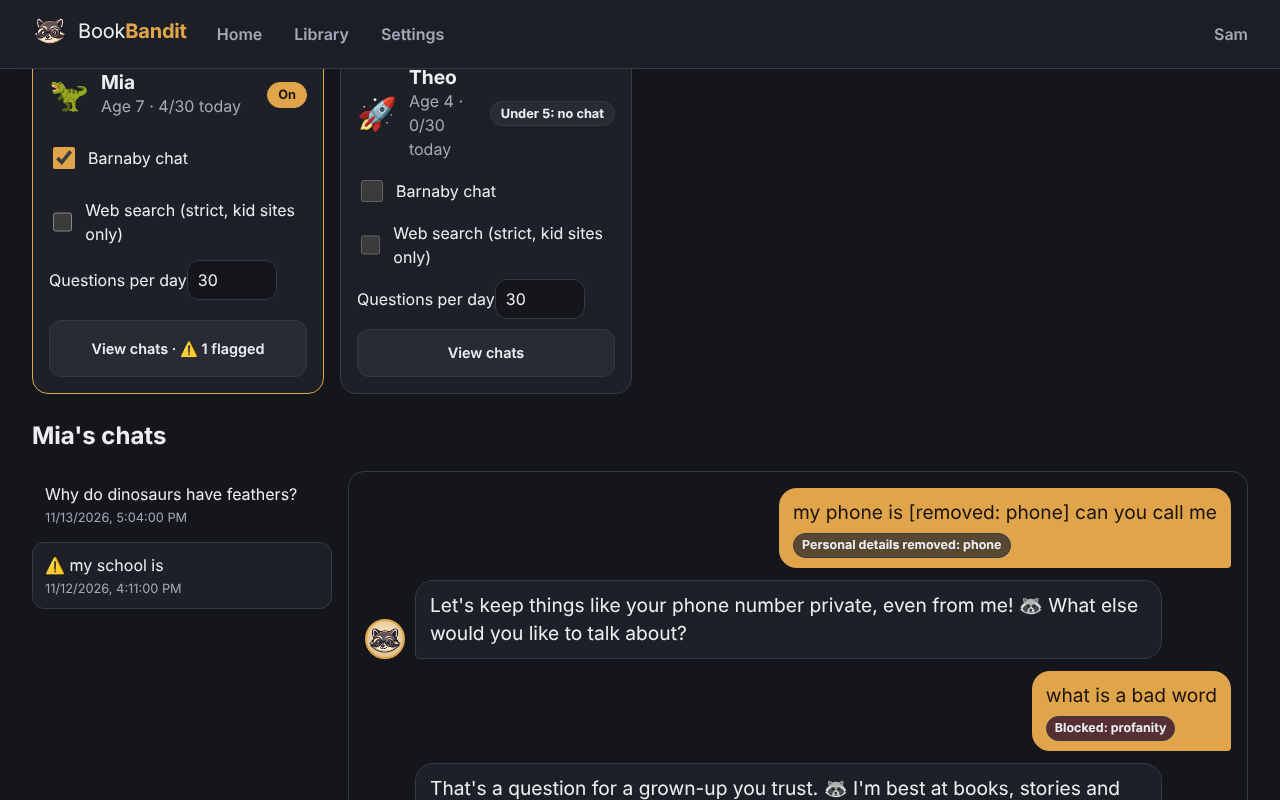 BookBandit
Home
Library
Settings
Sam
Mia
Age 7 · 4/30 today
On
Barnaby chat
Web search (strict, kid sites
only)
Questions per day
30
View chats · ⚠️ 1 flagged
Theo
Age 4 ·
0/30
today
Under 5: no chat
Barnaby chat
Web search (strict, kid sites
only)
Questions per day
30
View chats
Mia's chats
Why do dinosaurs have feathers?
11/13/2026, 5:04:00 PM
⚠️ my school is
11/12/2026, 4:11:00 PM
my phone is [removed: phone] can you call me
Personal details removed: phone
Let's keep things like your phone number private, even from me! 🦝 What else
would you like to talk about?
what is a bad word
Blocked: profanity
That's a question for a grown-up you trust. 🦝 I'm best at books, stories and